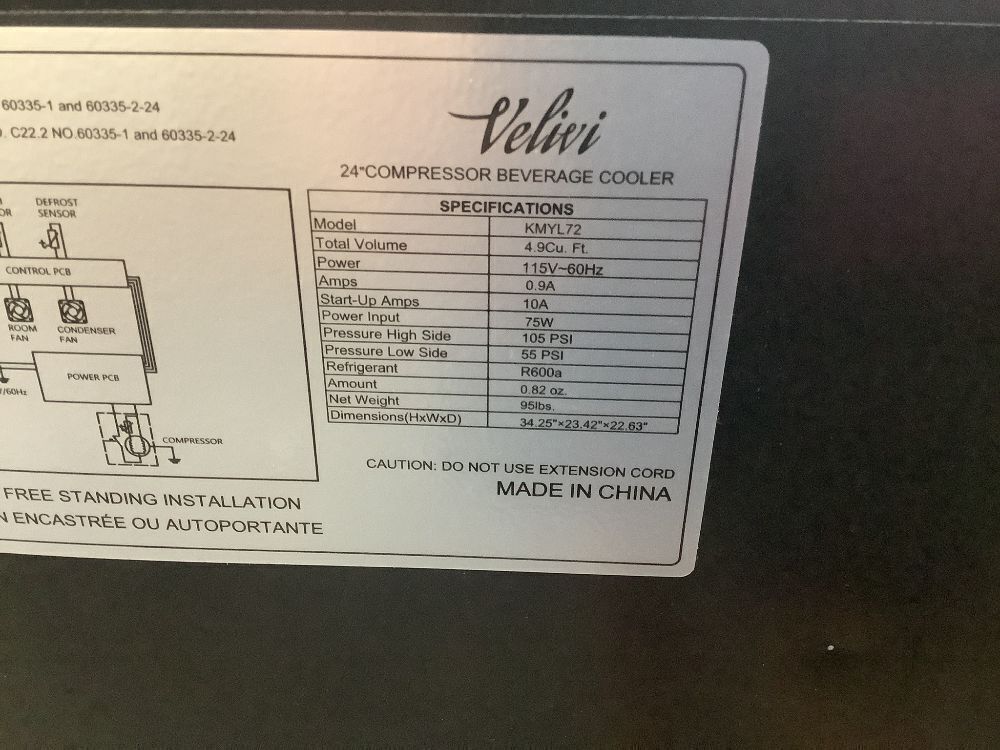 60335-1 and 60335-2-24
C22.2 NO.60335-1 and 60335-2-24
DEFROST
SENSOR
CONTROL PCB
ROOM
FAN
CONDENSER
FAN
POWER PCB
/60Hz
COMPRESSOR
FREE STANDING INSTALLATION
N ENCASTRÉE OU AUTOPORTANTE
Velivi
24"COMPRESSOR BEVERAGE COOLER
SPECIFICATIONS
Model KMYL72
Total Volume 4.9Cu. Ft.
Power 115V~60Hz
Amps 0.9A
Start-Up Amps 10A
Power Input 75W
Pressure High Side 105 PSI
Pressure Low Side 55 PSI
Refrigerant R600a
Amount 0.82 oz.
Net Weight 95lbs.
Dimensions(HxWxD) 34.25"×23.42"×22.63"
CAUTION: DO NOT USE EXTENSION CORD
MADE IN CHINA